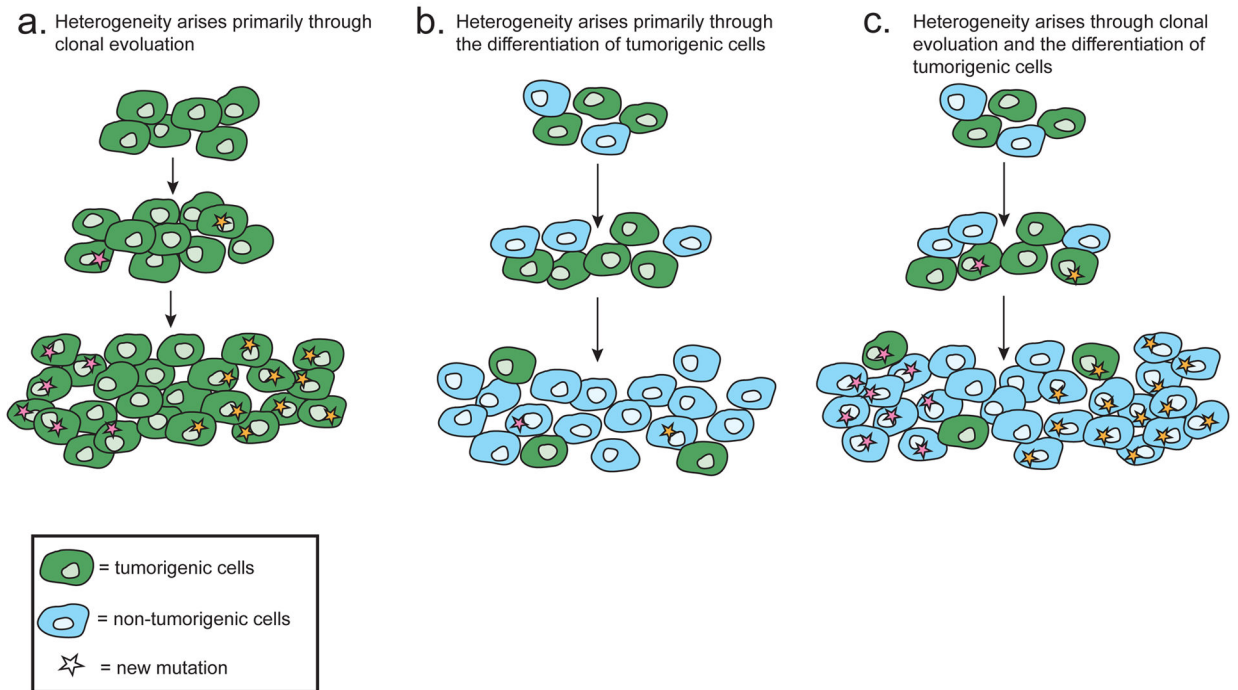 a. Heterogeneity arises primarily through
clonal evoluation
b. Heterogeneity arises primarily through
the differentiation of tumorigenic cells
c. Heterogeneity arises through clonal
evoluation and the differentiation of
tumorigenic cells
= tumorigenic cells
= non-tumorigenic cells
= new mutation